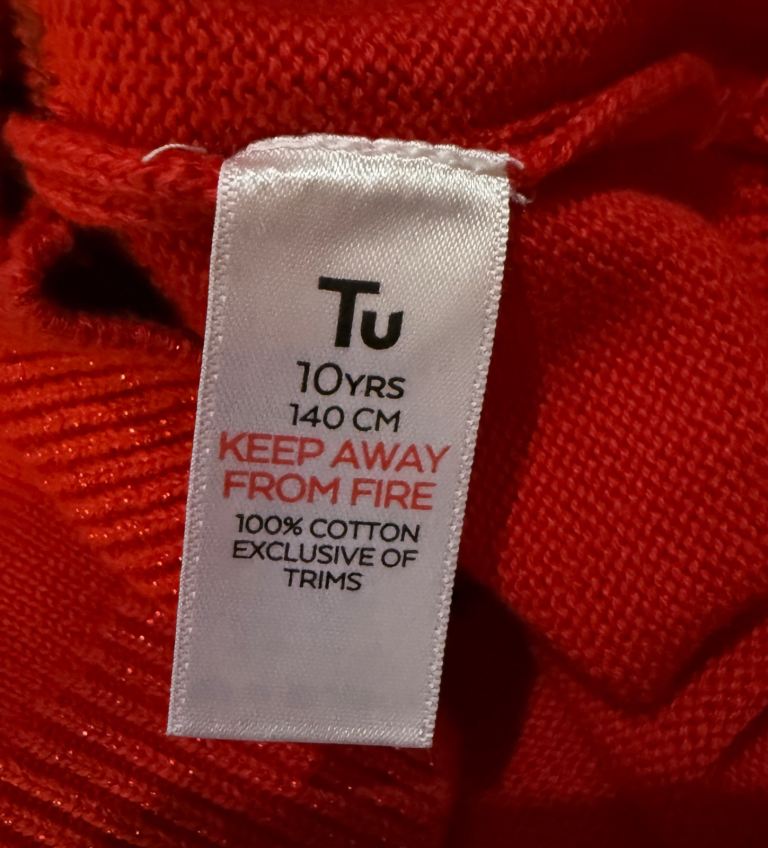 Tu
10YRS
140 CM
KEEP AWAY
FROM FIRE
100% COTTON
EXCLUSIVE OF
TRIMS